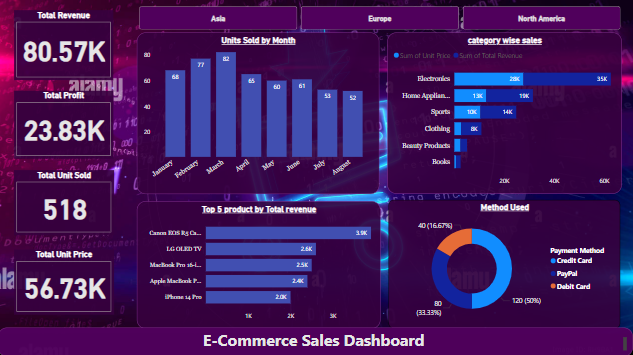 Total Revenue
80.57K
Total Profit
23.83K
Total Unit Sold
518
Total Unit Price
56.73K
Asia
Europe
North America
Units Sold by Month
80
60
40
20
68
77
82
65
60
61
53
52
January
February
March
April
May
June
July
August
category wise sales
Sum of Unit Price
Sum of Total Revenue
Electronics
28K
35K
Home Applian...
13K
19K
Sports
10K
14K
Clothing
8K
Beauty Products
Books
20K
40K
60K
Top 5 product by Total revenue
Canon EOS R5 Ca...
3.9K
LG OLED TV
2.6K
MacBook Pro 16-i...
2.5K
Apple MacBook P...
2.4K
iPhone 14 Pro
2.0K
1K
2K
3K
Method Used
40 (16.67%)
80
(33.33%)
120 (50%)
Payment Method
Credit Card
PayPal
Debit Card
E-Commerce Sales Dashboard
alamy